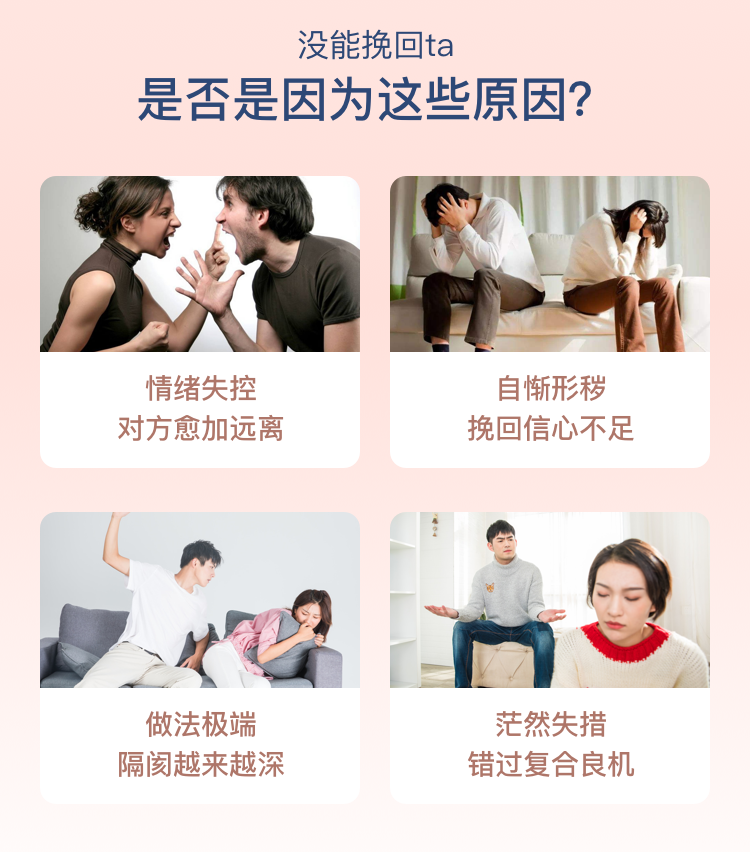 没能挽回ta
是否是因为这些原因?
情绪失控
对方愈加远离
自惭形秽
挽回信心不足
做法极端
隔阂越来越深
茫然失措
错过复合良机